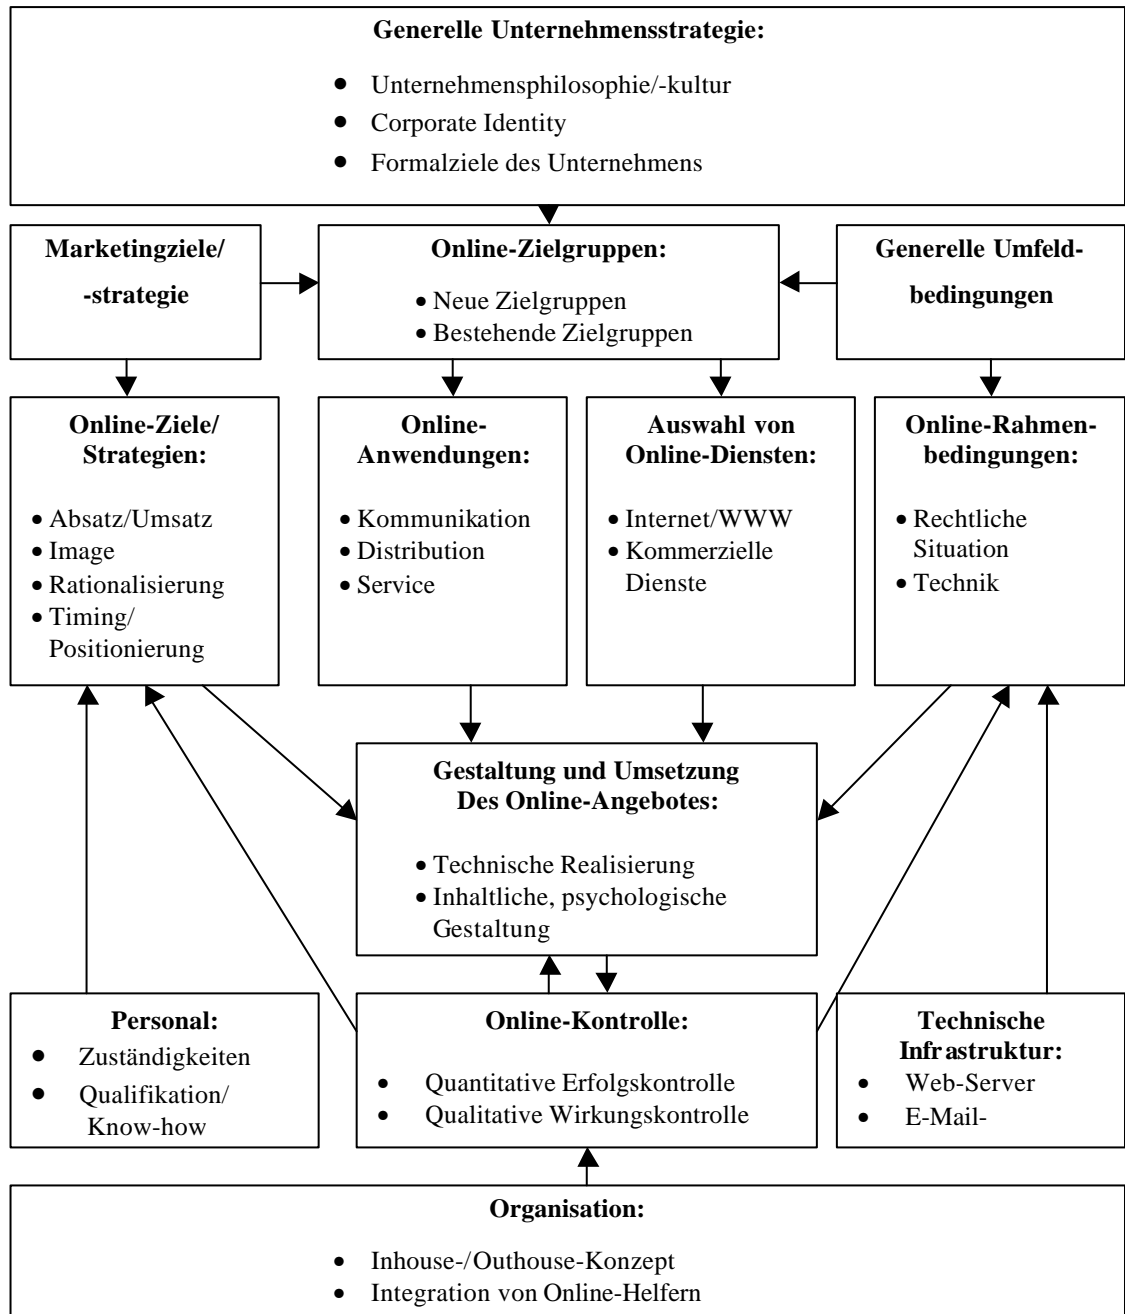 Generelle Unternehmensstrategie:
• Unternehmensphilosophie/-kultur
• Corporate Identity
• Formalziele des Unternehmens
Marketingziele/
-strategie
Online-Zielgruppen:
• Neue Zielgruppen
• Bestehende Zielgruppen
Generelle Umfeld-
bedingungen
Online-Ziele/
Strategien:
• Absatz/Umsatz
• Image
• Rationalisierung
• Timing/
Positionierung
Online-
Anwendungen:
• Kommunikation
• Distribution
• Service
Auswahl von
Online-Diensten:
• Internet/WWW
• Kommerzielle
Dienste
Online-Rahmen-
bedingungen:
• Rechtliche
Situation
• Technik
Gestaltung und Umsetzung
Des Online-Angebotes:
• Technische Realisierung
• Inhaltliche, psychologische
Gestaltung
Personal:
• Zuständigkeiten
• Qualifikation/
Know-how
Online-Kontrolle:
• Quantitative Erfolgskontrolle
• Qualitative Wirkungskontrolle
Technische
Infrastruktur:
• Web-Server
• E-Mail-
Organisation:
• Inhouse-/Outhouse-Konzept
• Integration von Online-Helfern